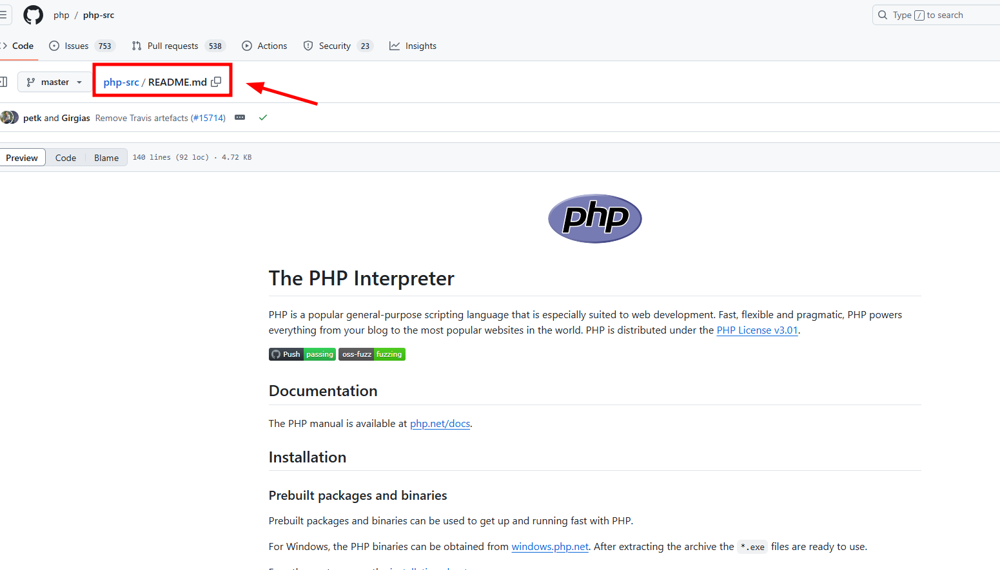 php / php-src
Type / to search
Code
Issues 753
Pull requests 538
Actions
Security 23
Insights
master
php-src / README.md
petk and Girgias Remove Travis artefacts (#15714)
Preview
Code
Blame
140 lines (92 loc) · 4.72 KB
php
The PHP Interpreter
PHP is a popular general-purpose scripting language that is especially suited to web development. Fast, flexible and pragmatic, PHP powers
everything from your blog to the most popular websites in the world. PHP is distributed under the PHP License v3.01.
Push passing oss-fuzz fuzzing
Documentation
The PHP manual is available at php.net/docs.
Installation
Prebuilt packages and binaries
Prebuilt packages and binaries can be used to get up and running fast with PHP.
For Windows, the PHP binaries can be obtained from windows.php.net. After extracting the archive the *.exe files are ready to use.